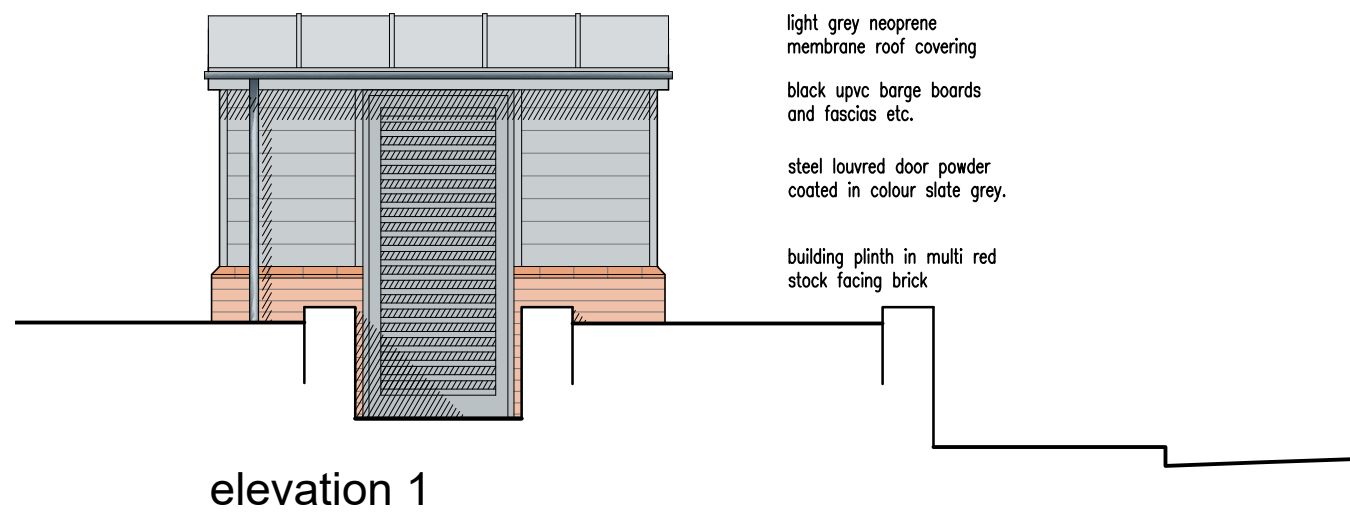 light grey neoprene
membrane roof covering
black upvc barge boards
and fascias etc.
steel louvred door powder
coated in colour slate grey.
building plinth in multi red
stock facing brick
elevation 1